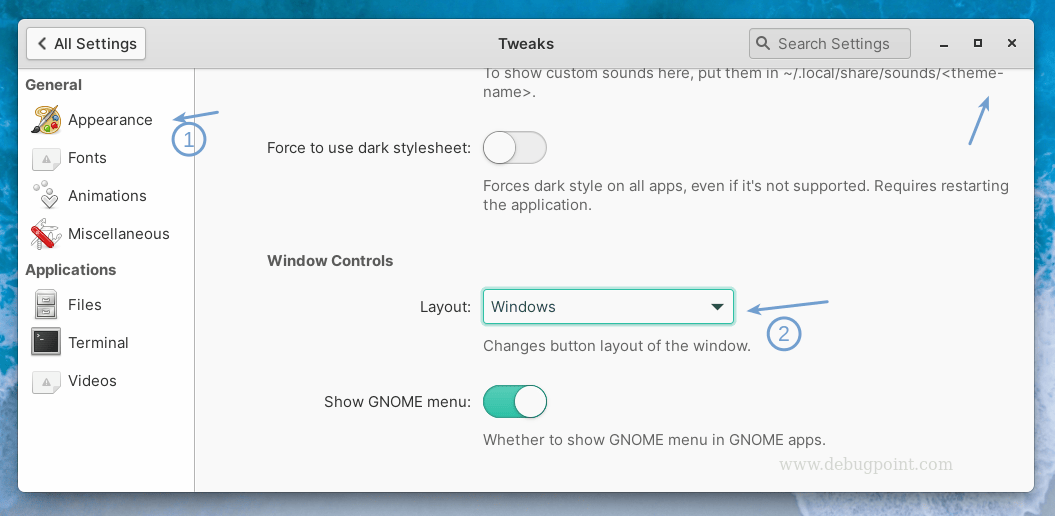 All Settings
Tweaks
Search Settings
General
Appearance
1
Fonts
Animations
Miscellaneous
Applications
Files
Terminal
Videos
To show custom sounds here, put them in ~/.local/share/sounds/<theme-
name>.
Force to use dark stylesheet:
Forces dark style on all apps, even if it's not supported. Requires restarting
the application.
Window Controls
Layout: Windows
2
Changes button layout of the window.
Show GNOME menu:
Whether to show GNOME menu in GNOME apps.
www.debugpoint.com